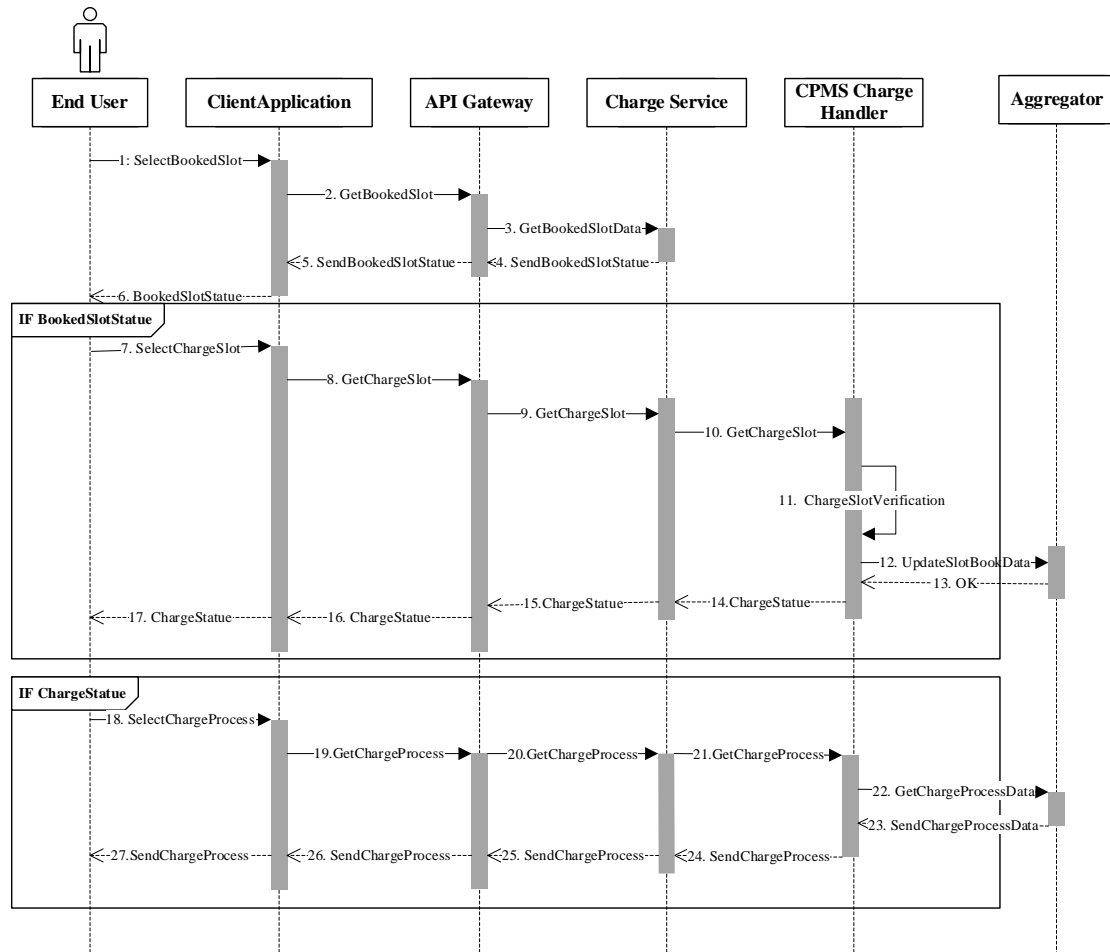 End User
ClientApplication
API Gateway
Charge Service
CPMS Charge
Handler
Aggregator
1: SelectBookedSlot
2. GetBookedSlot
3. GetBookedSlotData
4. SendBookedSlotStatue
5. SendBookedSlotStatue
6. BookedSlotStatue
IF BookedSlotStatue
7. SelectChargeSlot
8. GetChargeSlot
9. GetChargeSlot
10. GetChargeSlot
11. ChargeSlotVerification
12. UpdateSlotBookData
13. OK
14.ChargeStatue
15.ChargeStatue
16. ChargeStatue
17. ChargeStatue
IF ChargeStatue
18. SelectChargeProcess
19.GetChargeProcess
20.GetChargeProcess
21.GetChargeProcess
22. GetChargeProcessData
23. SendChargeProcessData
24. SendChargeProcess
25. SendChargeProcess
26. SendChargeProcess
27.SendChargeProcess